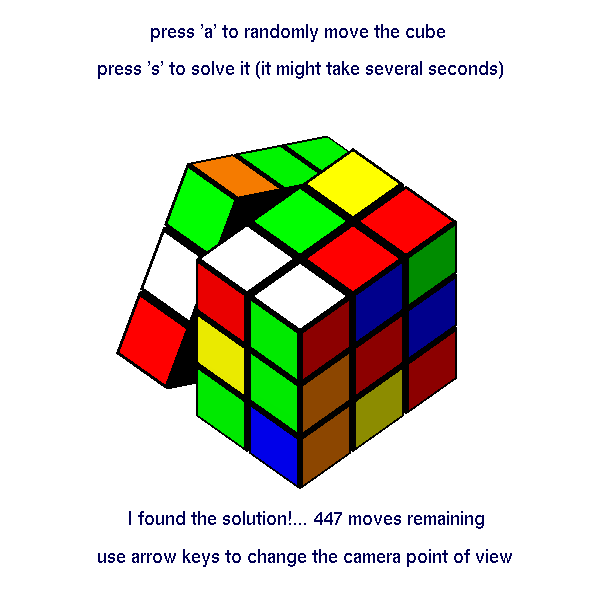 press 'a' to randomly move the cube
press 's' to solve it (it might take several seconds)
I found the solution!... 447 moves remaining
use arrow keys to change the camera point of view